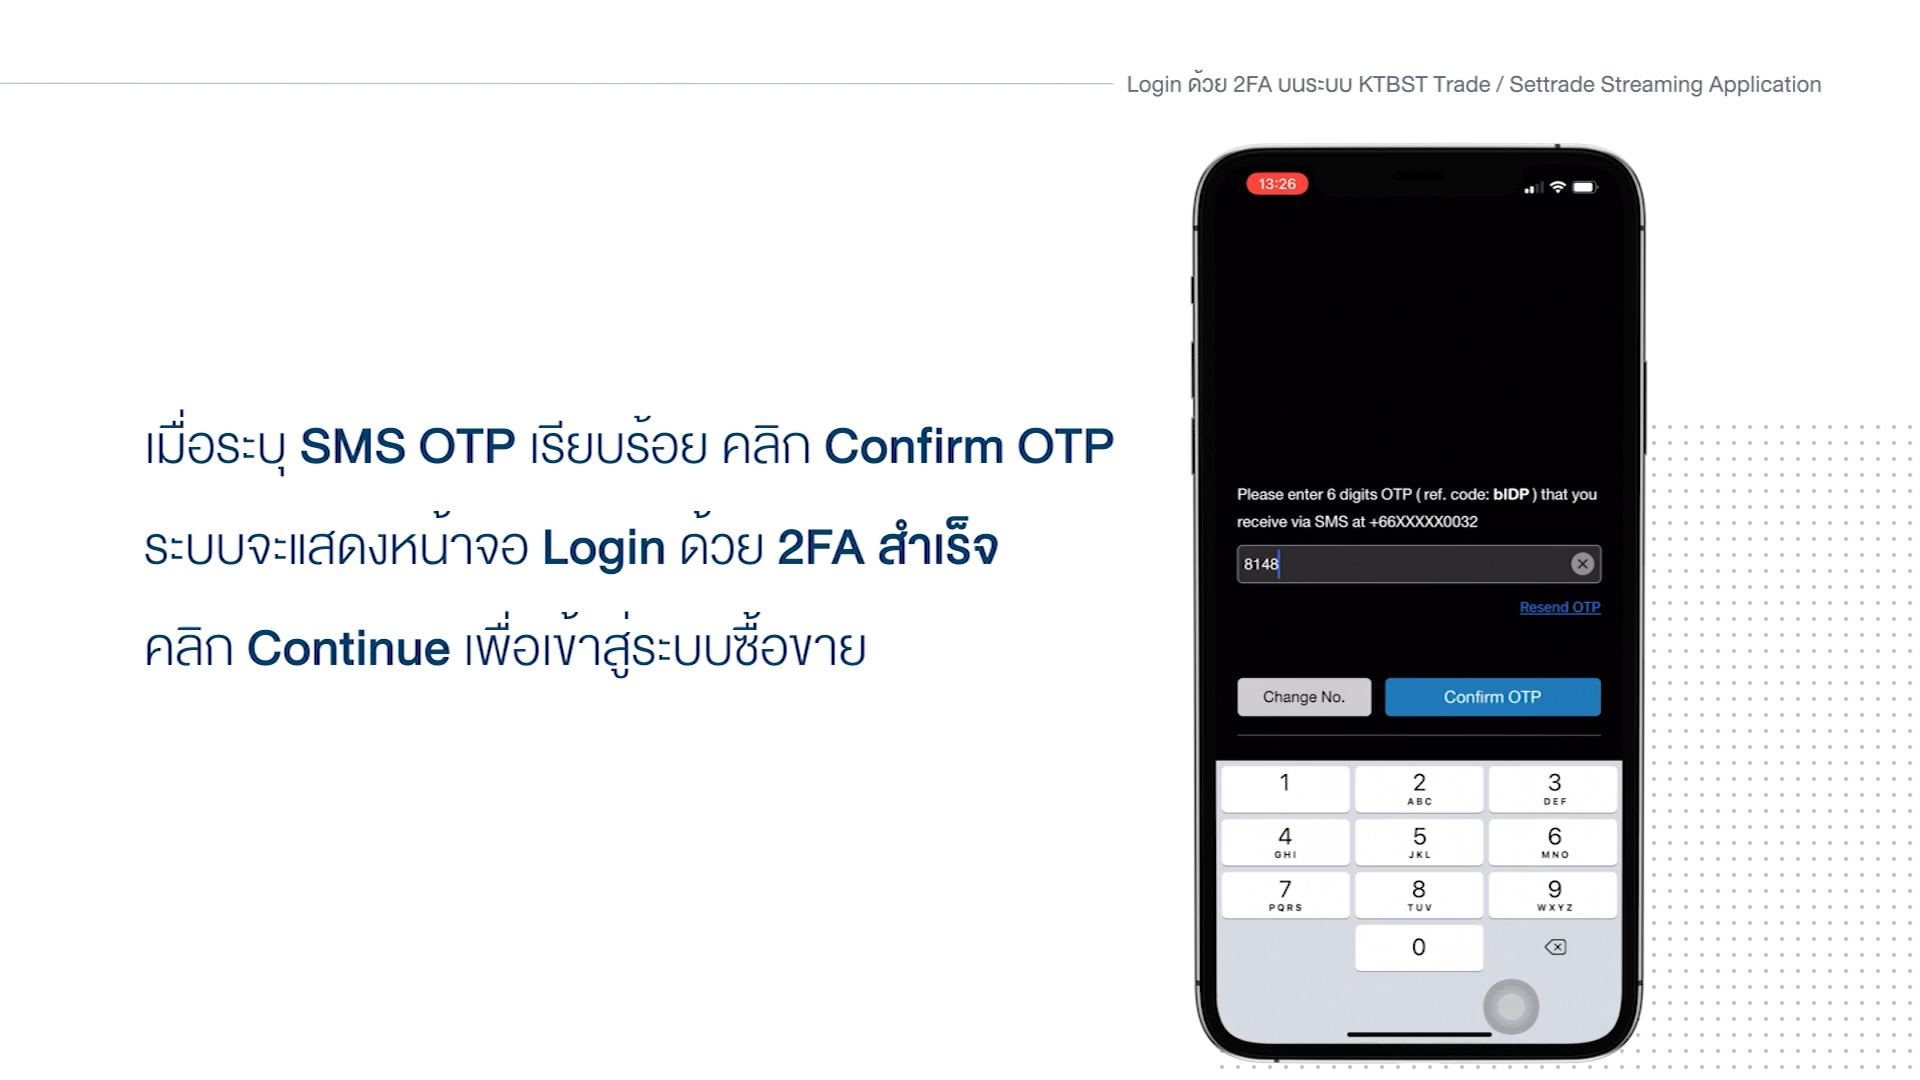 Login ด้วย 2FA บนระบบ KTBST Trade / Settrade Streaming Application
เมื่อระบุ SMS OTP เรียบร้อย คลิก Confirm OTP
ระบบจะแสดงหน้าจอ Login ด้วย 2FA สำเร็จ
คลิก Continue เพื่อเข้าสู่ระบบซื้อขาย
13:26
Please enter 6 digits OTP ( ref. code: bIDP ) that you
receive via SMS at +66XXXXX0032
8148
Resend OTP
Change No. Confirm OTP
1 2 3
ABC DEF
4 5 6
GHI JKL MNO
7 8 9
PQRS TUV WXYZ
0